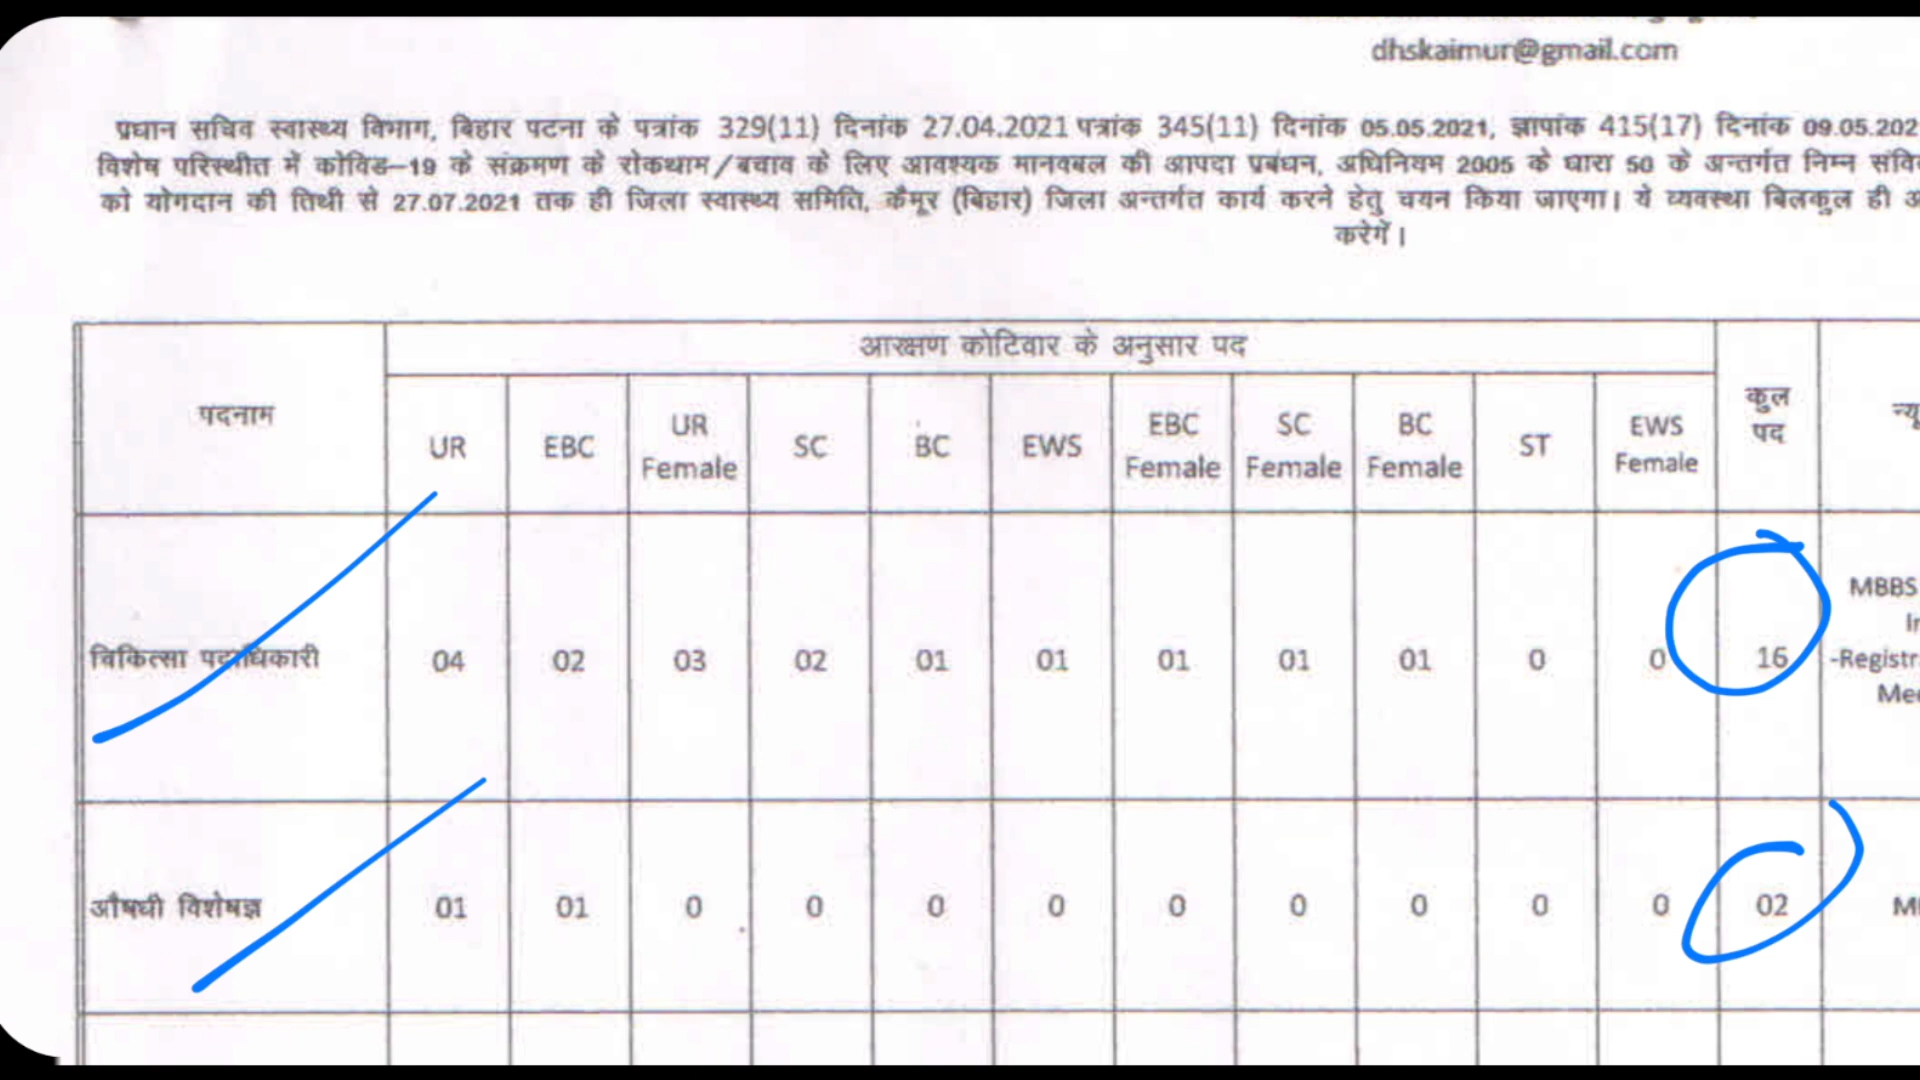 dhskaimur@gmail.com
प्रधान सचिव स्वास्थ्य विभाग, बिहार पटना के पत्रांक 329(11) दिनांक 27.04.2021 पत्रांक 345(11) दिनांक 05.05.2021, ज्ञापांक 415(17) दिनांक 09.05.202
विशेष परिस्थीत में कोविड–19 के संक्रमण के रोकथाम/बचाव के लिए आवश्यक मानवबल की आपदा प्रबंधन, अधिनियम 2005 के धारा 50 के अन्तर्गत निम्न
को योगदान की तिथी से 27.07.2021 तक ही जिला स्वास्थ्य समिति, कैमूर (बिहार) जिला अन्तर्गत कार्य करने हेतु चयन किया जाएगा। ये व्यवस्था बिलकुल ही
करेगें।
पदनाम
आरक्षण कोटिवार के अनुसार पद
कुल
पद
UR
EBC
UR
Female
SC
BC
EWS
EBC
Female
SC
Female
BC
Female
ST
EWS
Female
चिकित्सा पदाधिकारी 04 02 03 02 01 01 01 01 01 0 0 16
MBBS
-Registr
औषधी विशेषज्ञ 01 01 0 0 0 0 0 0 0 0 0 02